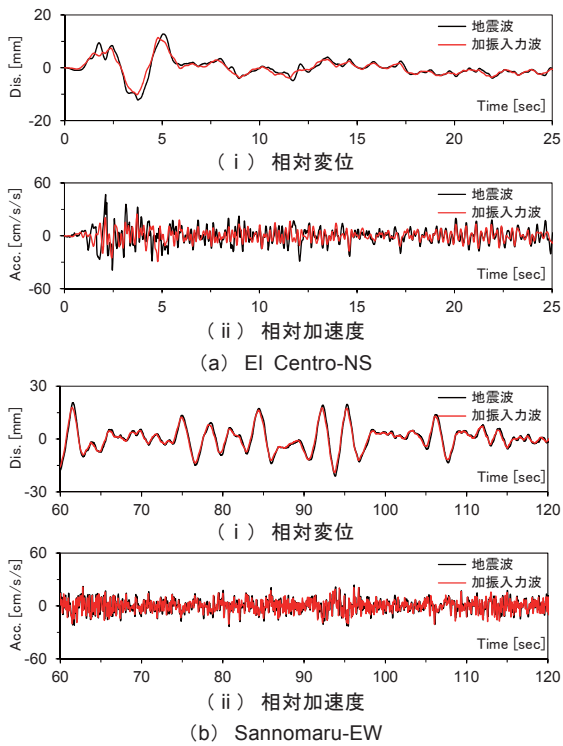 20
0
-20
Dis. [mm]
地震波
加振入力波
Time [sec]
0 5 10 15 20 25
（ⅰ） 相対変位
60
0
-60
Acc. [cm/s/s]
地震波
加振入力波
Time [sec]
0 5 10 15 20 25
（ⅱ） 相対加速度
(a) El Centro-NS
30
0
-30
Dis. [mm]
地震波
加振入力波
Time [sec]
60 70 80 90 100 110 120
（ⅰ） 相対変位
60
0
-60
Acc. [cm/s/s]
地震波
加振入力波
Time [sec]
60 70 80 90 100 110 120
（ⅱ） 相対加速度
(b) Sannomaru-EW